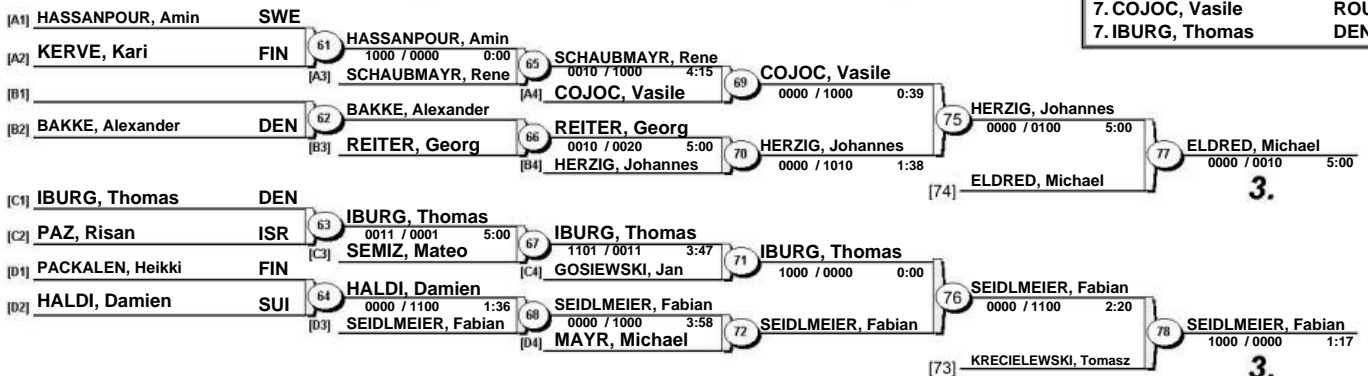 7. COJOC, Vasile ROU
7. IBURG, Thomas DEN
[A1] HASSANPOUR, Amin SWE
[A2] KERVE, Kari FIN
61 HASSANPOUR, Amin
1000 / 0000 0:00
[A3] SCHAUBMAYR, Rene
65 SCHAUBMAYR, Rene
0010 / 1000 4:15
[A4] COJOC, Vasile
69 COJOC, Vasile
0000 / 1000 0:39
[B1]
[B2] BAKKE, Alexander DEN
62 BAKKE, Alexander
[B3] REITER, Georg
66 REITER, Georg
0010 / 0020 5:00
[B4] HERZIG, Johannes
70 HERZIG, Johannes
0000 / 1010 1:38
75 HERZIG, Johannes
0000 / 0100 5:00
[74] ELDRED, Michael
77 ELDRED, Michael
0000 / 0010 5:00
3.
[C1] IBURG, Thomas DEN
[C2] PAZ, Risan ISR
63 IBURG, Thomas
0011 / 0001 5:00
[C3] SEMIZ, Mateo
67 IBURG, Thomas
1101 / 0011 3:47
[C4] GOSIEWSKI, Jan
71 IBURG, Thomas
1000 / 0000 0:00
[D1] PACKALEN, Heikki FIN
[D2] HALDI, Damien SUI
64 HALDI, Damien
0000 / 1100 1:36
[D3] SEIDLMEIER, Fabian
68 SEIDLMEIER, Fabian
0000 / 1000 3:58
[D4] MAYR, Michael
72 SEIDLMEIER, Fabian
76 SEIDLMEIER, Fabian
0000 / 1100 2:20
[73] KRECIELEWSKI, Tomasz
78 SEIDLMEIER, Fabian
1000 / 0000 1:17
3.